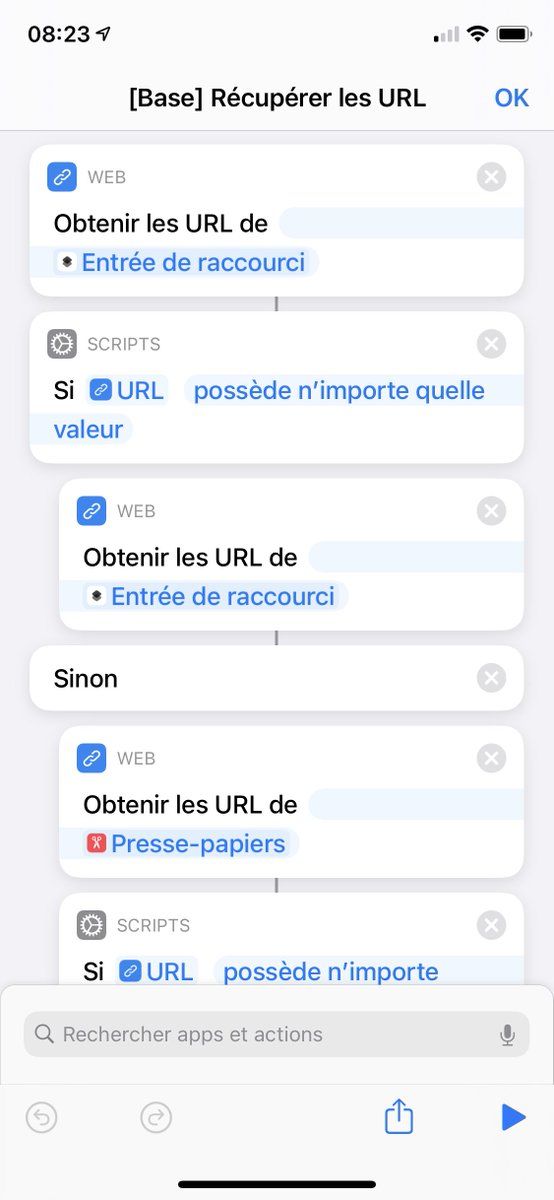 08:23
[Base] Récupérer les URL OK
WEB
Obtenir les URL de
Entrée de raccourci
SCRIPTS
Si URL possède n’importe quelle
valeur
WEB
Obtenir les URL de
Entrée de raccourci
Sinon
WEB
Obtenir les URL de
Presse-papiers
SCRIPTS
Si URL possède n’importe
Rechercher apps et actions